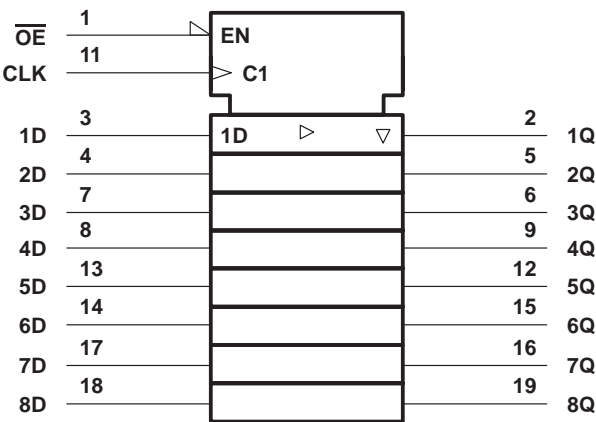 1
OE EN
11
CLK C1
3 2
1D 1D 1Q
4 5
2D 2Q
7 6
3D 3Q
8 9
4D 4Q
13 12
5D 5Q
14 15
6D 6Q
17 16
7D 7Q
18 19
8D 8Q